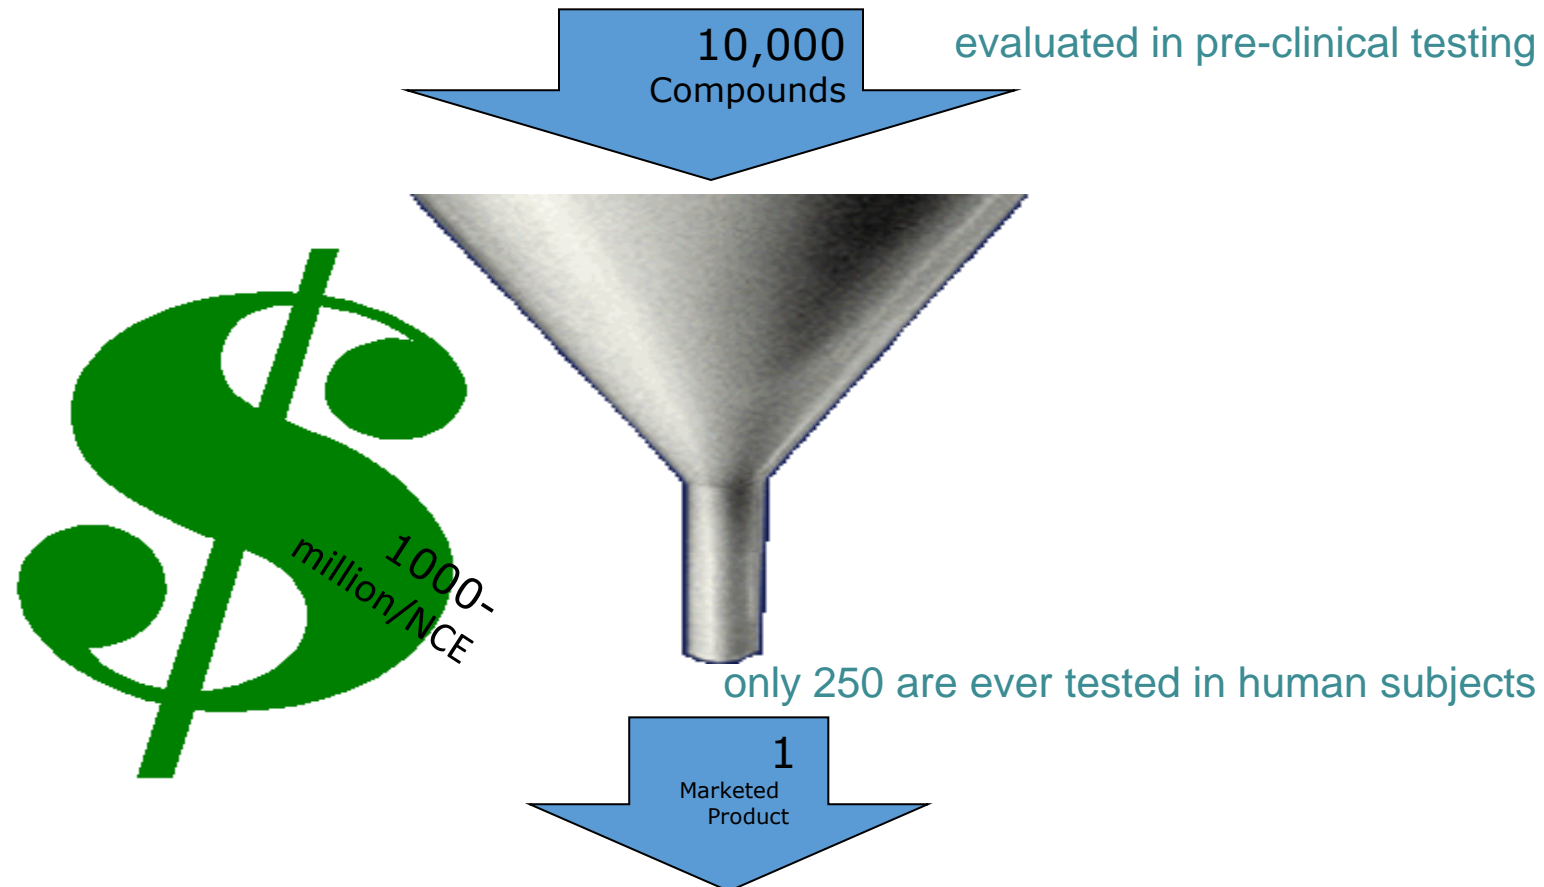 10,000
Compounds
evaluated in pre-clinical testing
1000-
million/NCE
only 250 are ever tested in human subjects
1
Marketed
Product